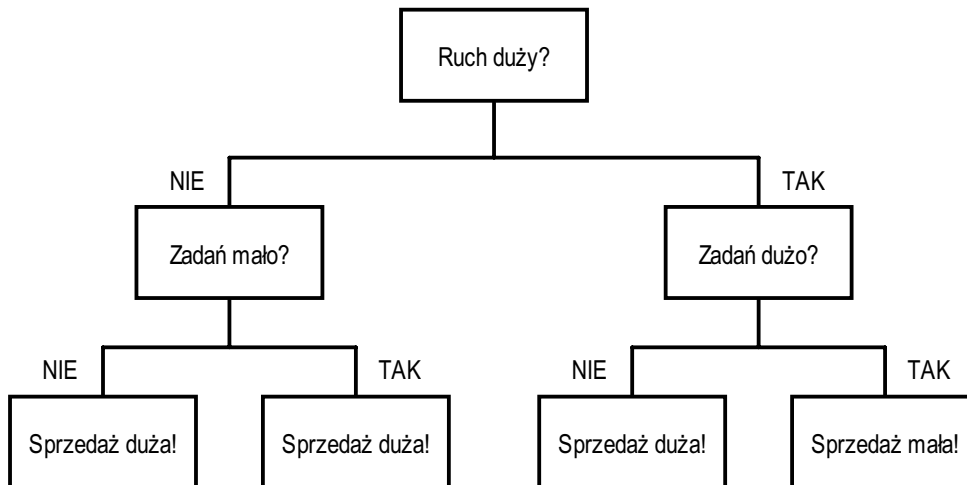 Ruch duży?
NIE
TAK
Zadań mało?
Zadań dużo?
NIE
TAK
NIE
TAK
Sprzedaż duża!
Sprzedaż duża!
Sprzedaż duża!
Sprzedaż mała!